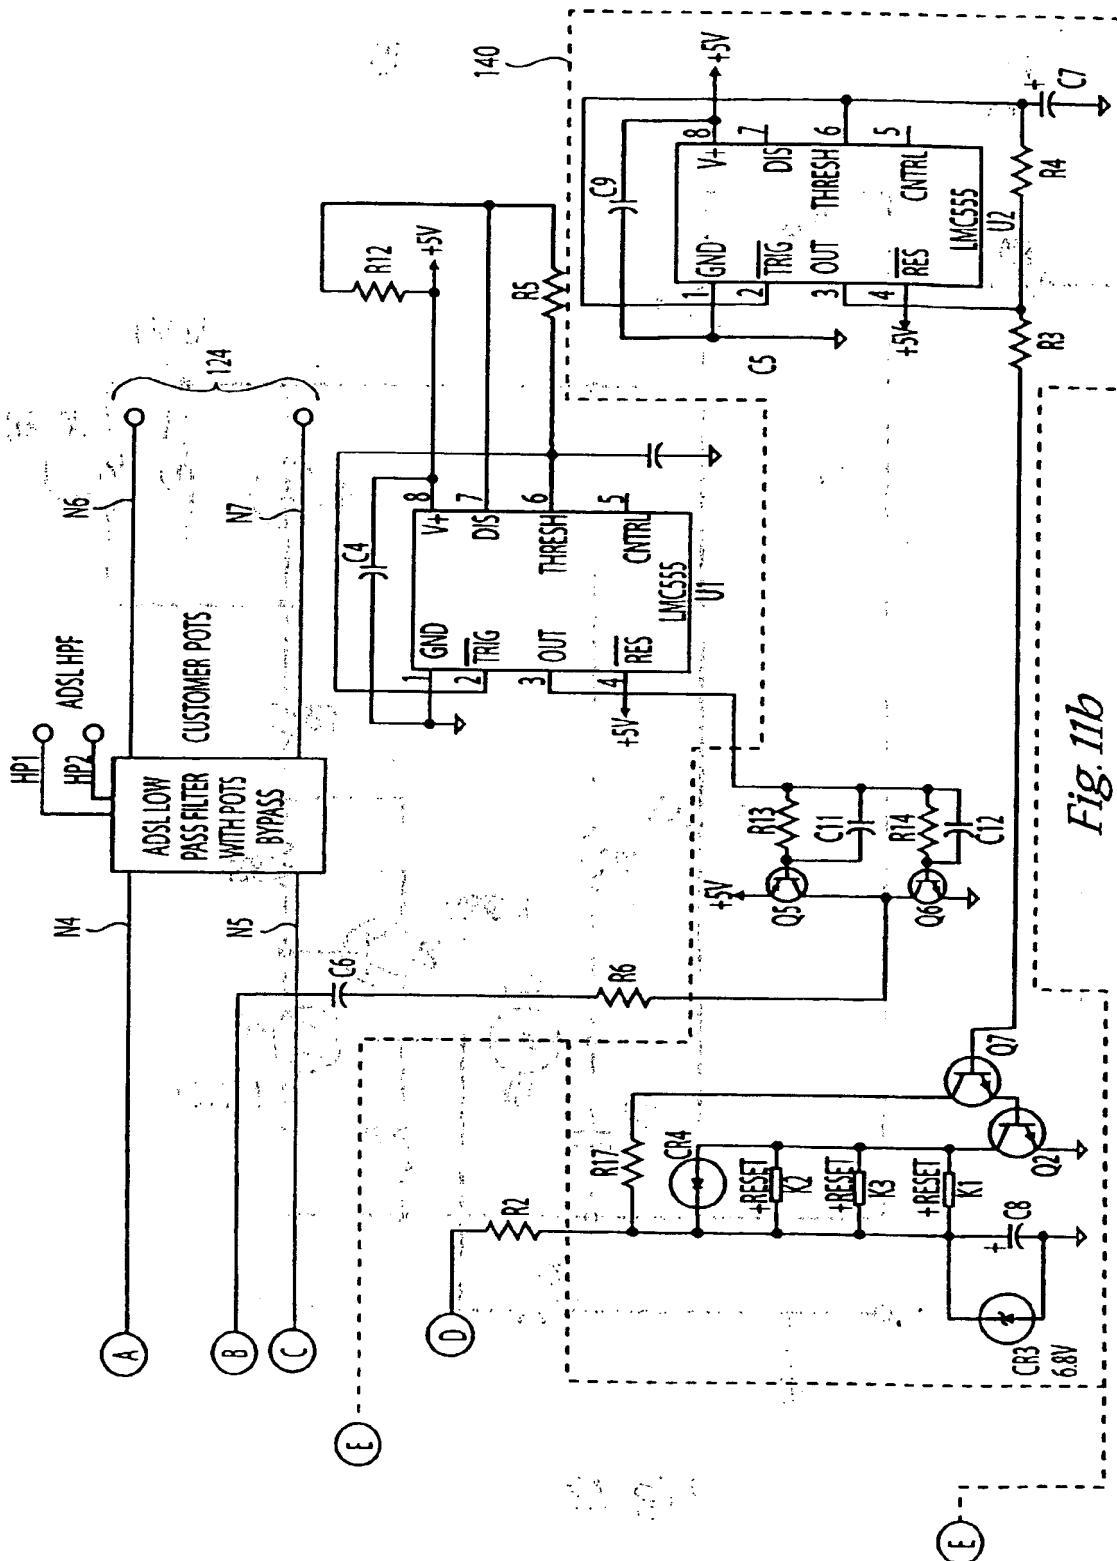 A
N4
HP1
HP2
ADSL HPF
ADSL LOW
PASS FILTER
WITH POTS
BYPASS
CUSTOMER POTS
N6
124
B
C
N5
N7
C6
E
D
R2
R17
CR4
+RESET
K2
+RESET
K3
+RESET
K1
+
C8
CR3
6.8V
Q2
Q7
R6
+5V
Q5
R13
C11
Q6
R14
C12
C4
1
GND
2
TRIG
3
OUT
4
RES
+5V
V+
8
DIS
7
THRESH
6
CNTRL
5
LMC555
U1
R12
+5V
R5
140
C9
1
GND
2
TRIG
3
OUT
4
RES
+5V
C5
V+
8
+5V
DIS
7
THRESH
6
CNTRL
5
LMC555
U2
R3
R4
+
C7
E
Fig. 11b